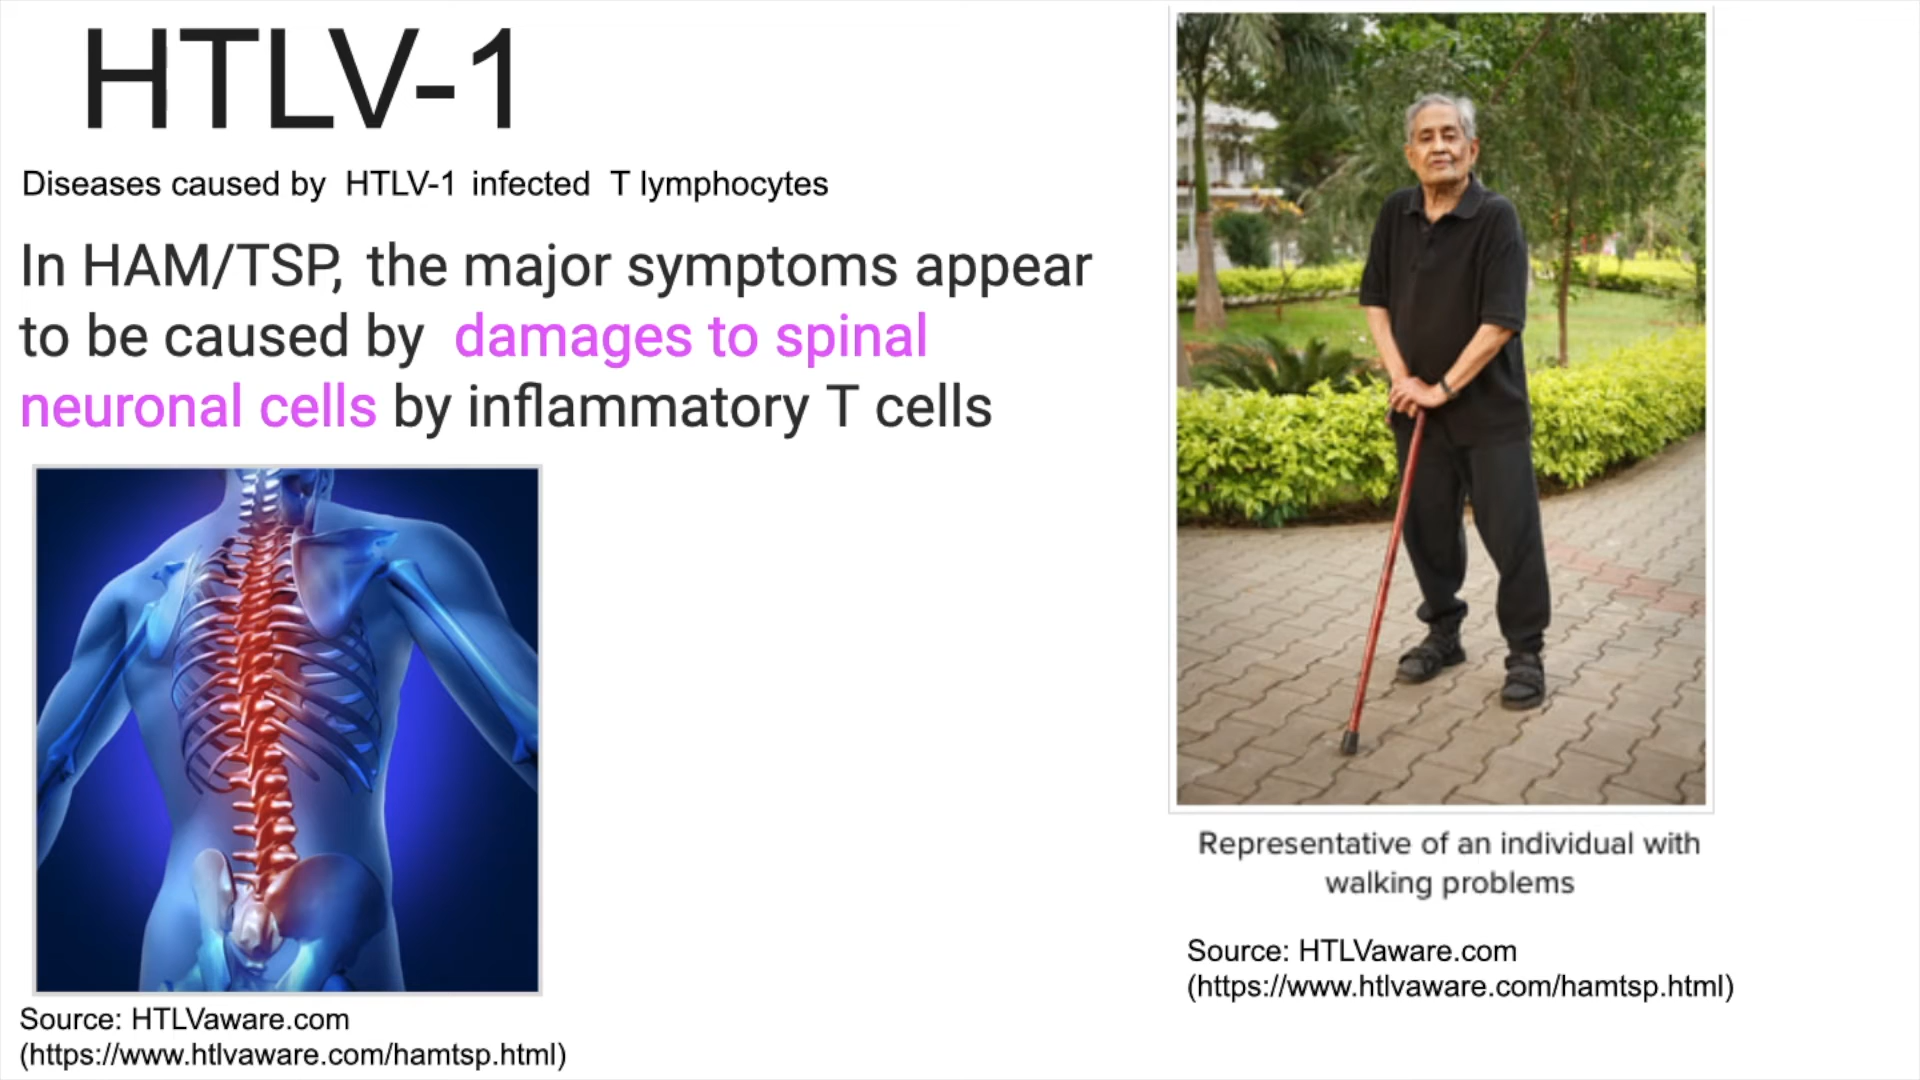 HTLV-1
Diseases caused by HTLV-1 infected T lymphocytes
In HAM/TSP, the major symptoms appear
to be caused by damages to spinal
neuronal cells by inflammatory T cells
Source: HTLVaware.com
(https://www.htlvaware.com/hamtsp.html)
Representative of an individual with
walking problems
Source: HTLVaware.com
(https://www.htlvaware.com/hamtsp.html)